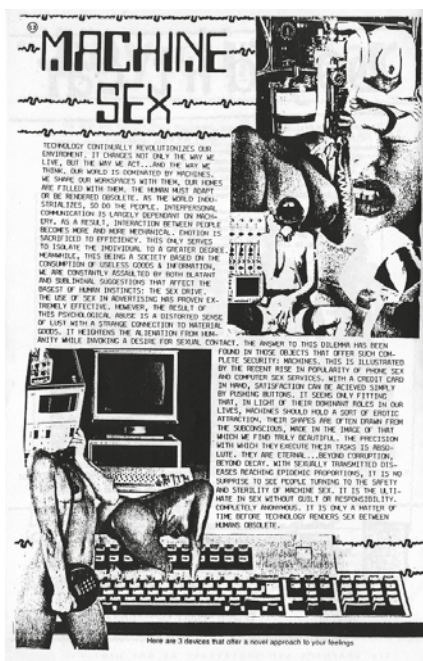 13
MACHINE
SEX
TECHNOLOGY CONTINUALLY REVOLUTIONIZES OUR
ENVIROMENT. IT CHANGES NOT ONLY THE WAY WE
LIVE, BUT THE WAY WE ACT...AND THE WAY WE
THINK. OUR WORLD IS DOMINATED BY MACHINES.
WE SHARE OUR WORKSPACES WITH THEM, OUR HOMES
ARE FILLED WITH THEM. THE HUMAN MUST ADAPT
OR BE RENDERED OBSOLETE. AS THE WORLD INDU-
STRIALIZES, SO DO THE PEOPLE. INTERPERSONAL
COMMUNICATION IS LARGELY DEPENDANT ON MACH-
ERY. AS A RESULT, INTERACTION BETWEEN PEOPLE
BECOMES MORE AND MORE MECHANICAL. EMOTION IS
SACRIFICED TO EFFICIENCY. THIS ONLY SERVES
TO ISOLATE THE INDIVIDUAL TO A GREATER DEGREE.
MEANWHILE, THIS BEING A SOCIETY BASED ON THE
CONSUMPTION OF USELESS GOODS & INFORMATION,
WE ARE CONSTANTLY ASSAULTED BY BOTH BLATANT
AND SUBLIMINAL SUGGESTIONS THAT AFFECT THE
BASEST OF HUMAN INSTINCTS: THE SEX DRIVE.
THE USE OF SEX IN ADVERTISING HAS PROVEN EX-
TREMELY EFFECTIVE. HOWEVER, THE RESULT OF
THIS PSYCHOLOGICAL ABUSE IS A DISTORTED SENSE
OF LUST WITH A STRANGE CONNECTION TO MATERIAL
GOODS. IT HEIGHTENS THE ALIENATION FROM HUM-
ANITY WHILE INVOKING A DESIRE FOR SEXUAL CONTACT. THE ANSWER TO THIS DILEMMA HAS BEEN
FOUND IN THOSE OBJECTS THAT OFFER SUCH COM-
PLETE SECURITY: MACHINES. THIS IS ILLUSTRATED
BY THE RECENT RISE IN POPULARITY OF PHONE SEX
AND COMPUTER SEX SERVICES. WITH A CREDIT CARD
IN HAND, SATISFACTION CAN BE ACIEVED SIMPLY
BY PUSHING BUTTONS. IT SEEMS ONLY FITTING
THAT, IN LIGHT OF THEIR DOMINANT ROLES IN OUR
LIVES, MACHINES SHOULD HOLD A SORT OF EROTIC
ATTRACTION. THEIR SHAPES ARE OFTEN DRAWN FROM
THE SUBCONSCIOUS, MADE IN THE IMAGE OF THAT
WHICH WE FIND TRULY BEAUTIFUL. THE PRECISION
WITH WHICH THEY EXECUTE THEIR TASKS IS ABSO-
LUTE. THEY ARE ETERNAL...BEYOND CORRUPTION,
BEYOND DECAY. WITH SEXUALLY TRANSMITTED DIS-
EASES REACHING EPIDEMIC PROPORTIONS, IT IS NO
SURPRISE TO SEE PEOPLE TURNING TO THE SAFETY
AND STERILITY OF MACHINE SEX. IT IS THE ULTI-
MATE IN SEX WITHOUT GUILT OR RESPONSIBILITY.
COMPLETELY ANONYMOUS. IT IS ONLY A MATTER OF
TIME BEFORE TECHNOLOGY RENDERS SEX BETWEEN
HUMANS OBSOLETE.
Here are 3 devices that offer a novel approach to your feelings